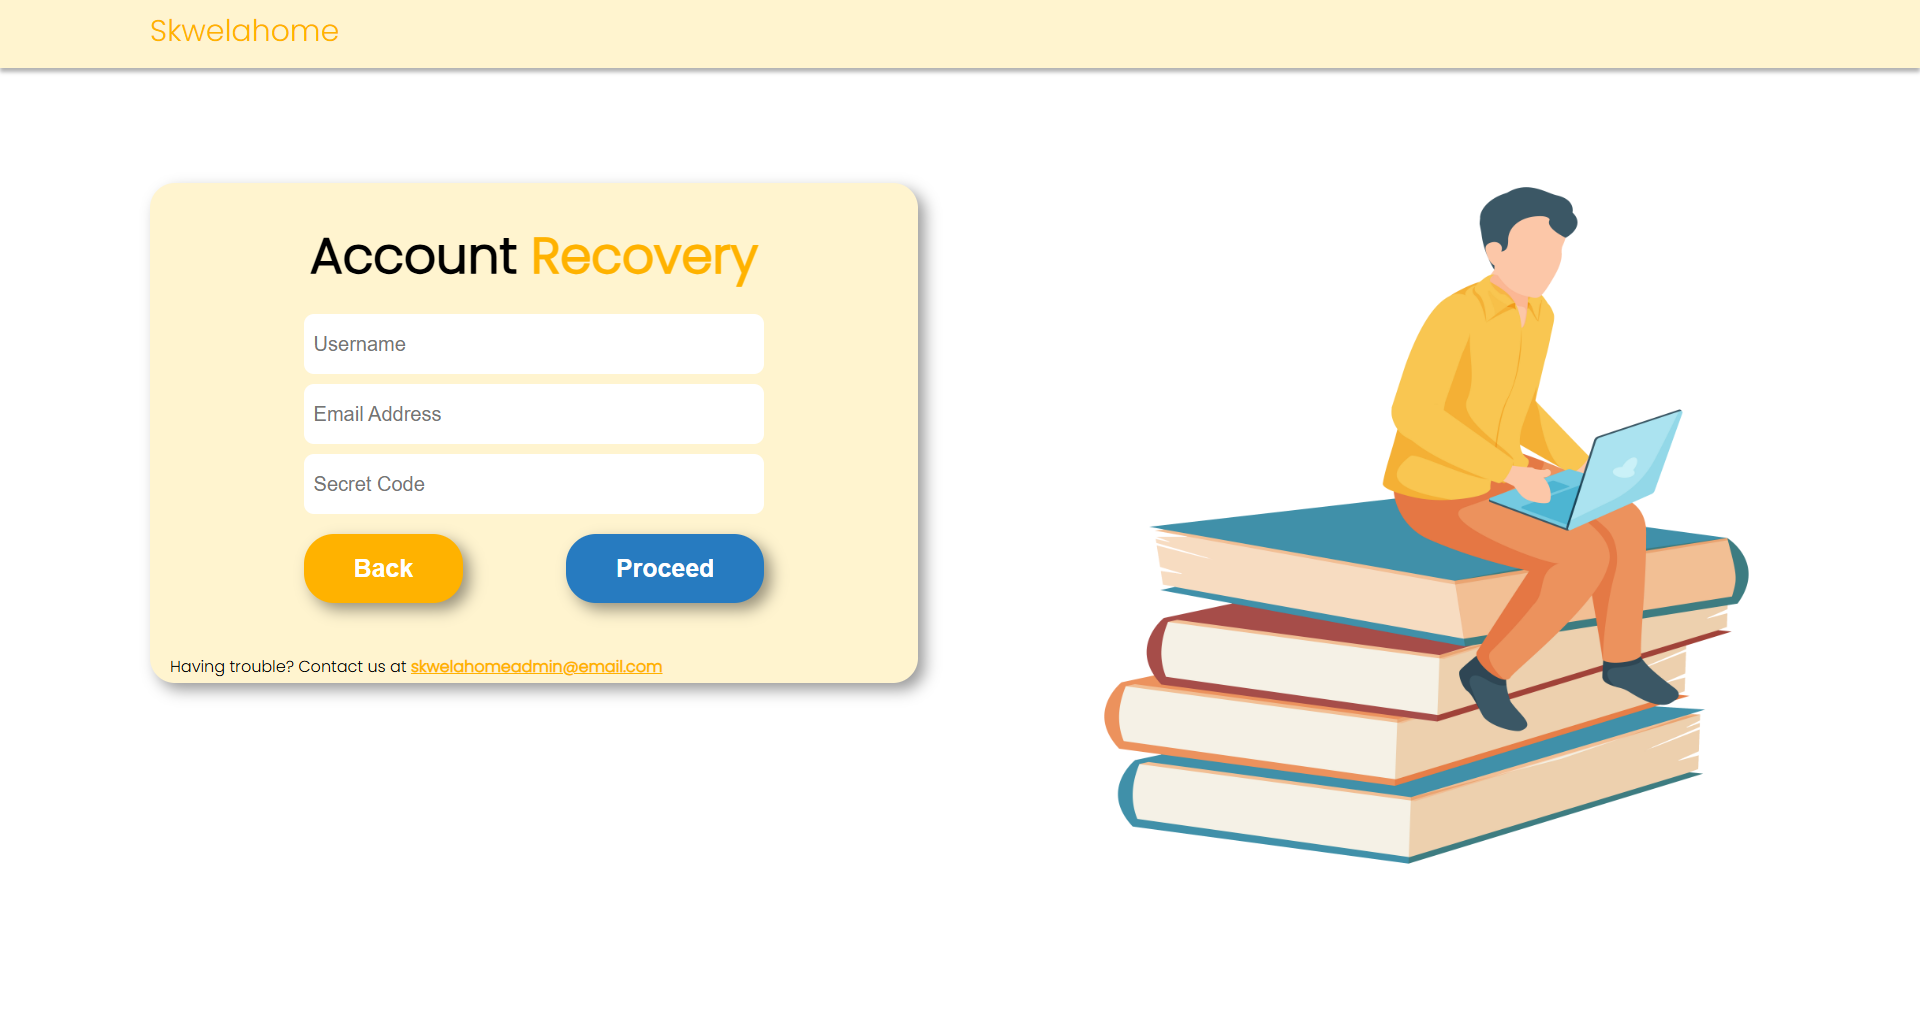 Skwelahome
Account Recovery
Username
Email Address
Secret Code
Back
Proceed
Having trouble? Contact us at skwelahomeadmin@email.com